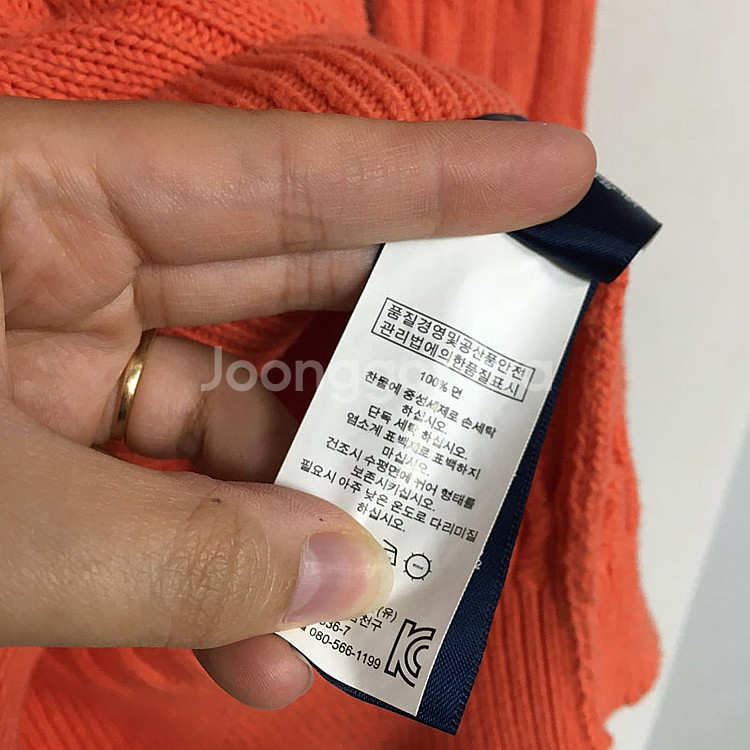 품질경영및공산품안전
관리법에의한품질표시
100% 면
찬물에 중성세제로 손세탁
하십시오.
단독 세탁 하십시오.
염소계 표백제로 표백하지
마십시오.
건조시 수평면에 뉘어 형태를
보존시키십시오.
필요시 아주 낮은 온도로 다리미질
하십시오.
(유)
천구
636-7
080-566-1199